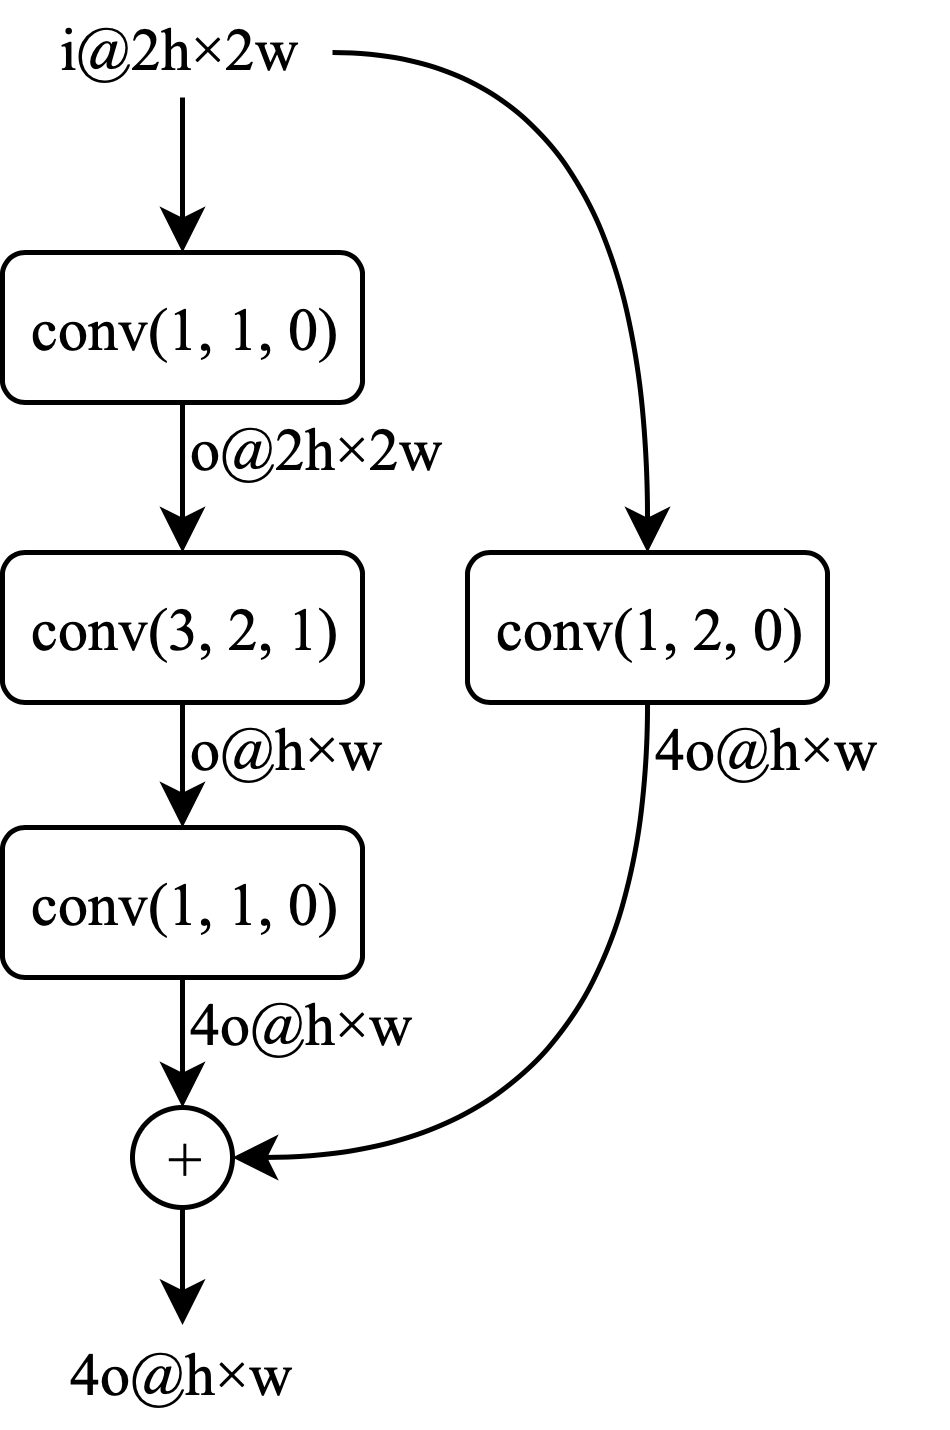 i@2h×2w
conv(1, 1, 0)
o@2h×2w
conv(3, 2, 1)
conv(1, 2, 0)
o@h×w
4o@h×w
conv(1, 1, 0)
4o@h×w
+
4o@h×w